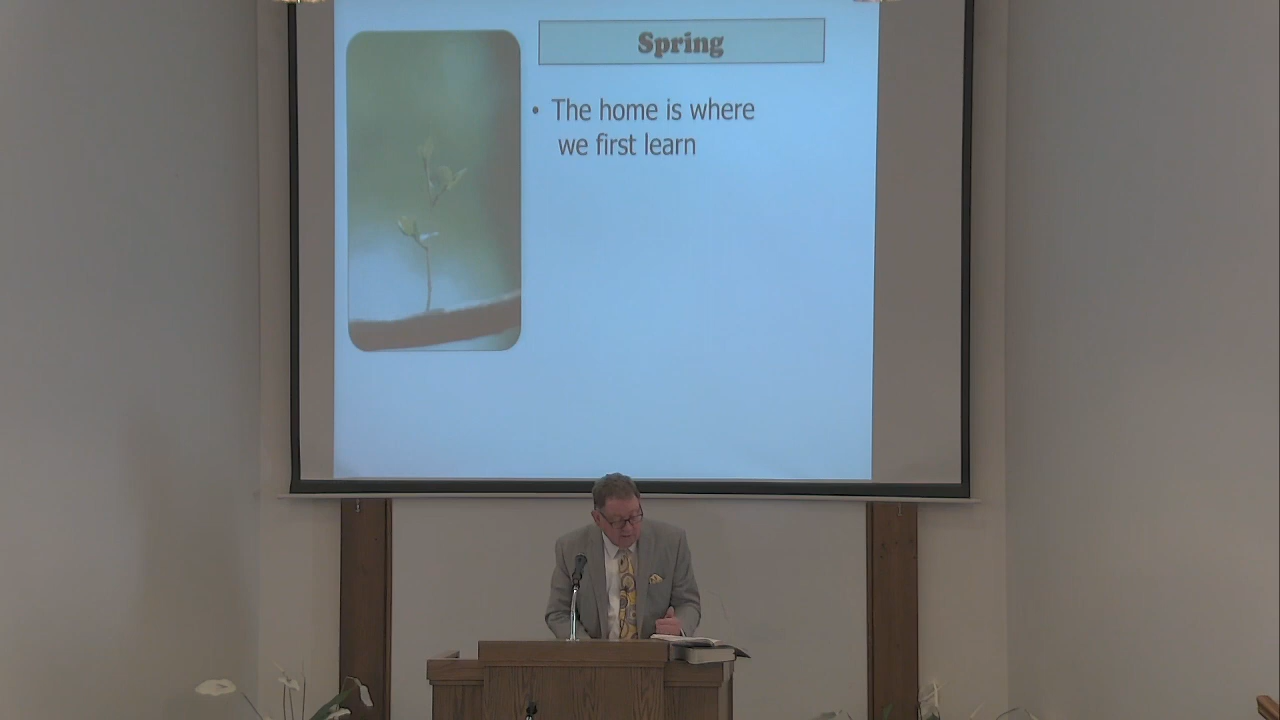 Spring
• The home is where
we first learn